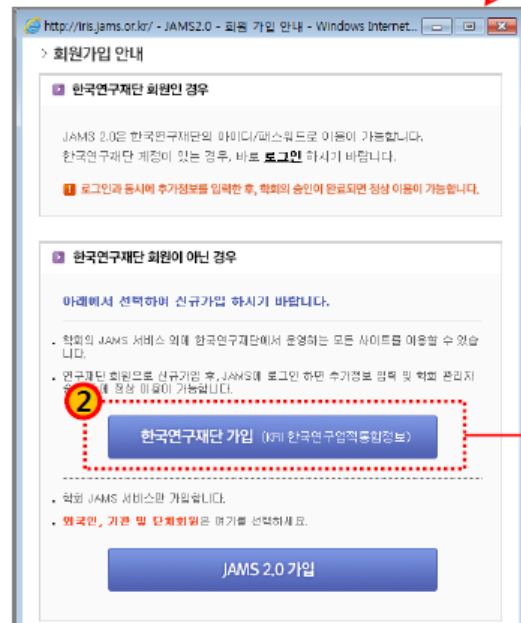 http://iris.jams.or.kr/ - JAMS2.0 - 회원 가입 안내 - Windows Internet...
> 회원가입 안내
한국연구재단 회원인 경우
JAMS 2.0은 한국연구재단의 아이디/패스워드로 이용이 가능합니다.
한국연구재단 계정이 있는 경우, 바로 로그인 하시기 바랍니다.
! 로그인과 동시에 추가정보를 입력한 후, 학회의 승인이 완료되면 정상 이용이 가능합니다.
한국연구재단 회원이 아닌 경우
아래에서 선택하여 신규가입 하시기 바랍니다.
. 학회의 JAMS 서비스 외에 한국연구재단에서 운영하는 모든 사이트를 이용할 수 있습
니다.
. 연구재단 회원으로 신규가입 후, JAMS에 로그인 하면 추가정보 입력 및 학회 관리자
에 정상 이용이 가능합니다.
2
한국연구재단 가입 (KRI 한국연구업적통합정보)
. 학회 JAMS 서비스만 가입합니다.
. 외국인, 기관 및 단체회원은 여기를 선택하세요.
JAMS 2.0 가입